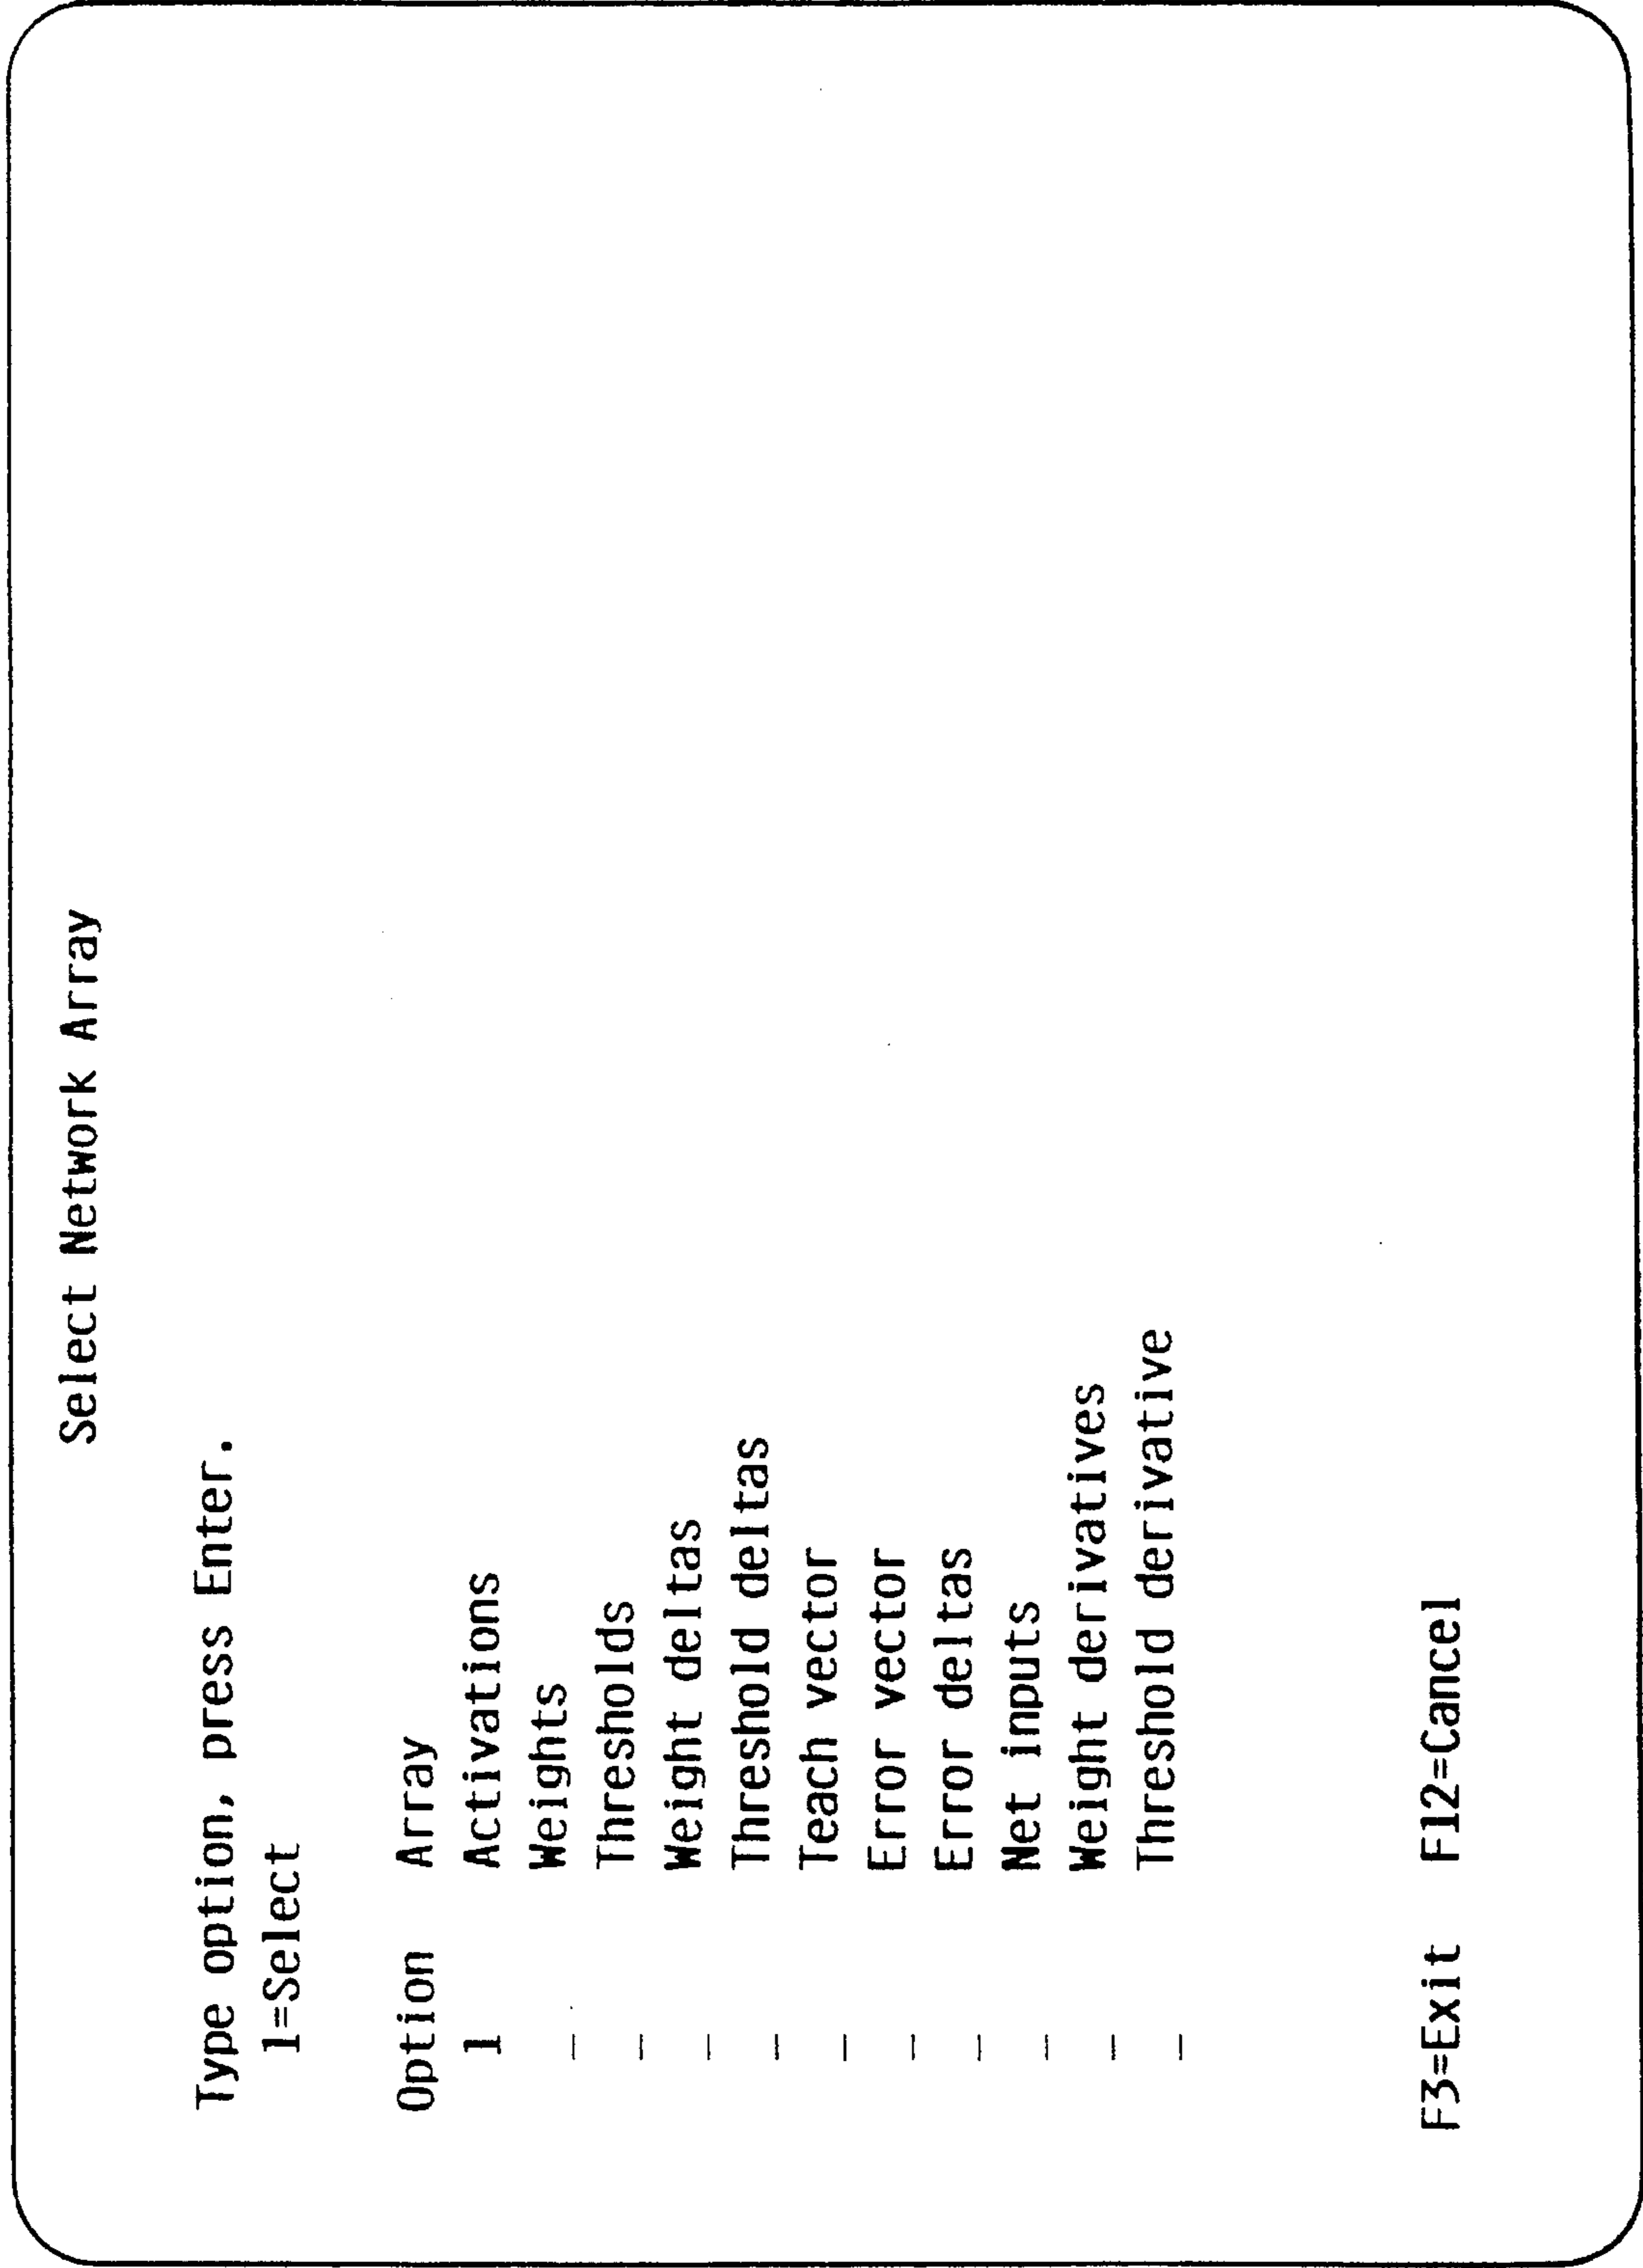 Select Network Array
Type option, press Enter.
1=Select
Option Array
1 Activations
_ Weights
_ Thresholds
_ Weight deltas
_ Threshold deltas
_ Teach vector
_ Error vector
_ Error deltas
_ Net inputs
_ Weight derivatives
_ Threshold derivative
F3=Exit F12=Cancel